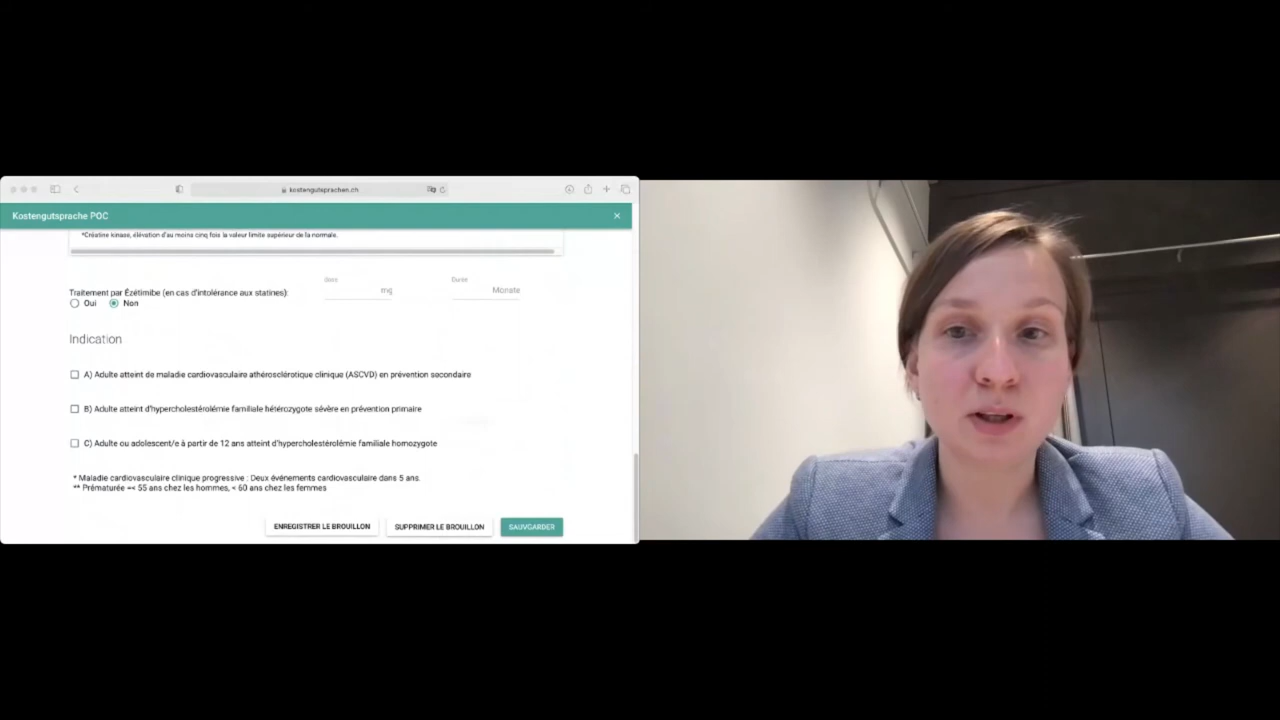 kostengutsprachen.ch
Kostengutsprache POC
*Créatine kinase, élévation d'au moins cinq fois la valeur limite supérieur de la normale.
Traitement par Ézétimibe (en cas d'intolérance aux statines):
Dose
mg
Durée
Monate
Oui
Non
Indication
A) Adulte atteint de maladie cardiovasculaire athérosclérotique clinique (ASCVD) en prévention secondaire
B) Adulte atteint d'hypercholestérolémie familiale hétérozygote sévère en prévention primaire
C) Adulte ou adolescent/e à partir de 12 ans atteint d'hypercholestérolémie familiale homozygote
* Maladie cardiovasculaire clinique progressive : Deux événements cardiovasculaire dans 5 ans.
** Prématurée =< 55 ans chez les hommes, < 60 ans chez les femmes
ENREGISTRER LE BROUILLON
SUPPRIMER LE BROUILLON
SAUVGARDER